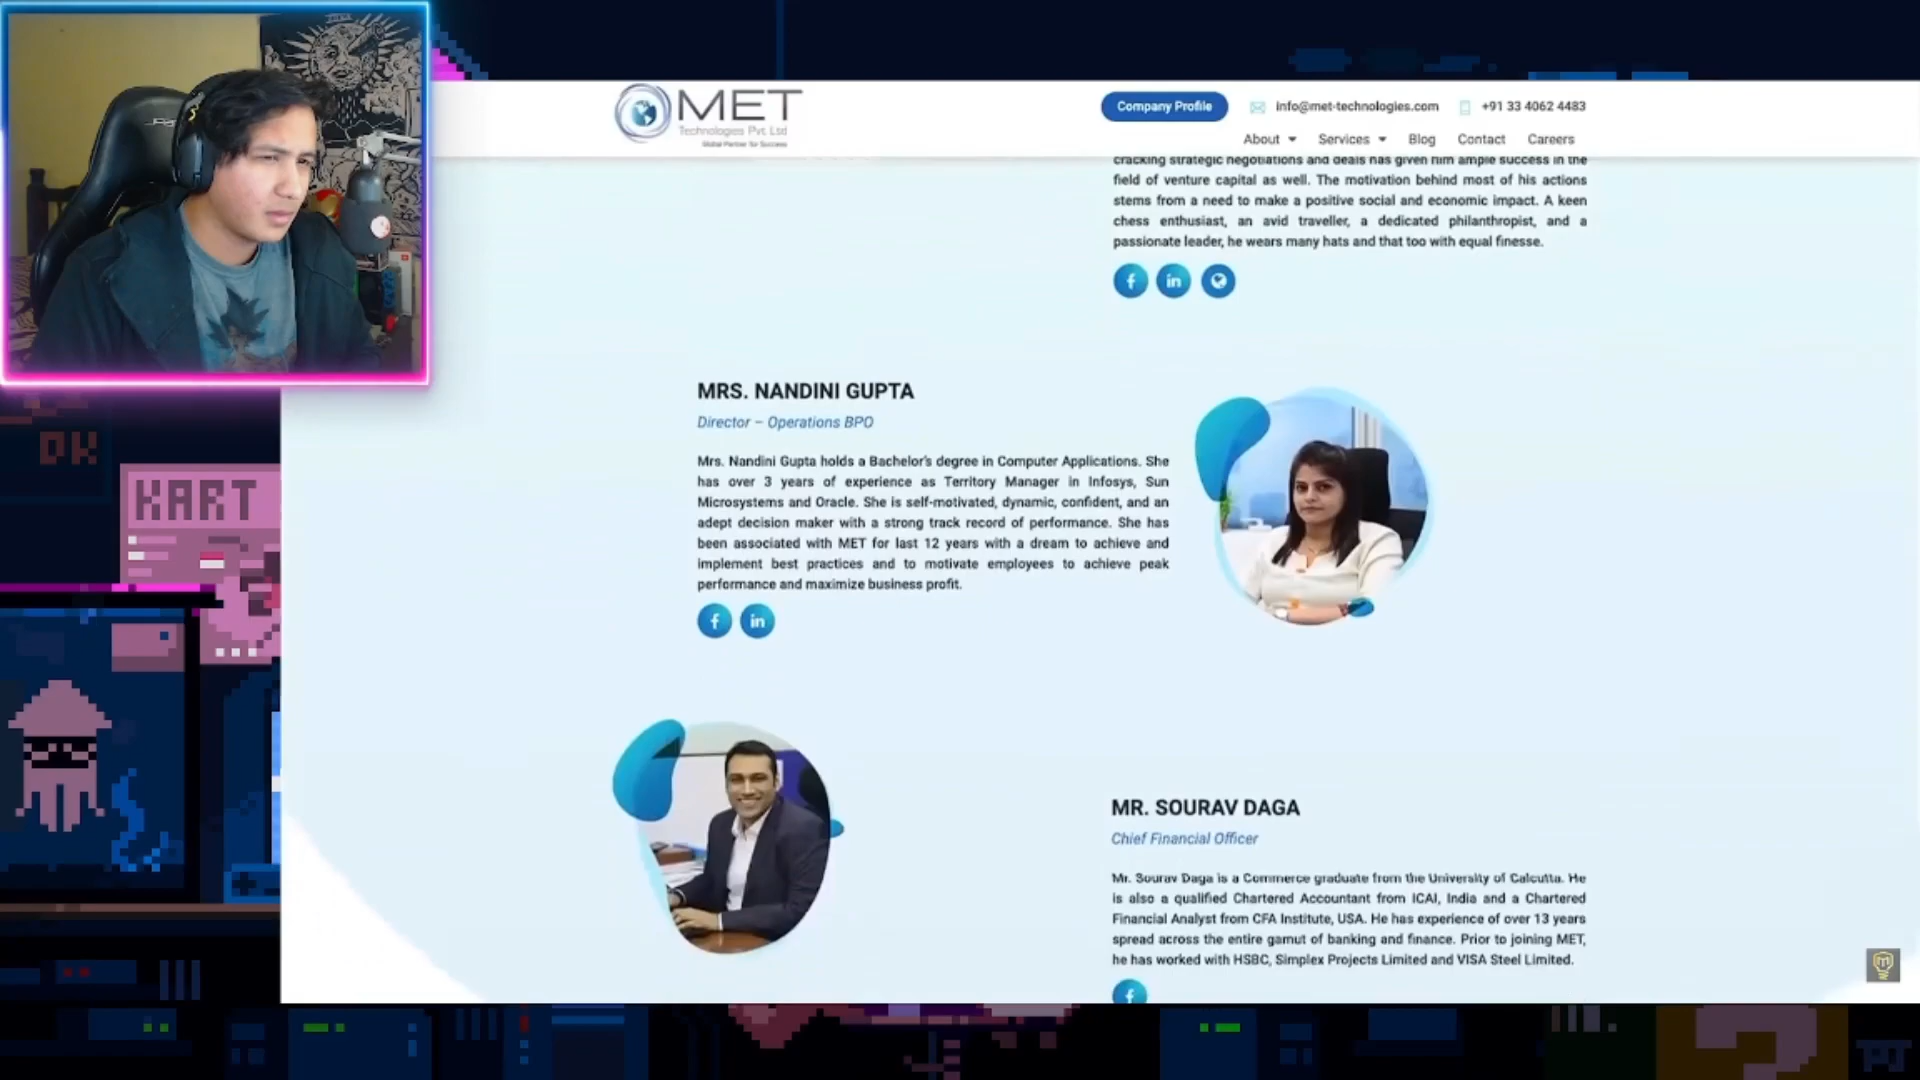 MET
Technologies Pvt. Ltd
Global Partner for Success
Company Profile
info@met-technologies.com
+91 33 4062 4483
About
Services
Blog
Contact
Careers
cracking strategic negotiations and deals has given him ample success in the
field of venture capital as well. The motivation behind most of his actions
stems from a need to make a positive social and economic impact. A keen
chess enthusiast, an avid traveller, a dedicated philanthropist, and a
passionate leader, he wears many hats and that too with equal finesse.
MRS. NANDINI GUPTA
Director – Operations BPO
Mrs. Nandini Gupta holds a Bachelor's degree in Computer Applications. She
has over 3 years of experience as Territory Manager in Infosys, Sun
Microsystems and Oracle. She is self-motivated, dynamic, confident, and an
adept decision maker with a strong track record of performance. She has
been associated with MET for last 12 years with a dream to achieve and
implement best practices and to motivate employees to achieve peak
performance and maximize business profit.
MR. SOURAV DAGA
Chief Financial Officer
Mr. Sourav Daga is a Commerce graduate from the University of Calcutta. He
is also a qualified Chartered Accountant from ICAI, India and a Chartered
Financial Analyst from CFA Institute, USA. He has experience of over 13 years
spread across the entire gamut of banking and finance. Prior to joining MET,
he has worked with HSBC, Simplex Projects Limited and VISA Steel Limited.
DK
KART